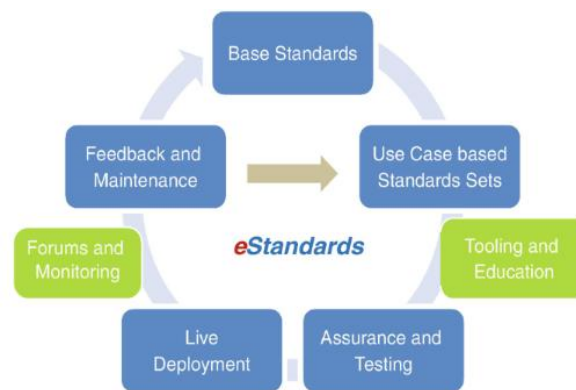 Base Standards
Feedback and
Maintenance
Use Case based
Standards Sets
Forums and
Monitoring
eStandards
Tooling and
Education
Live
Deployment
Assurance and
Testing